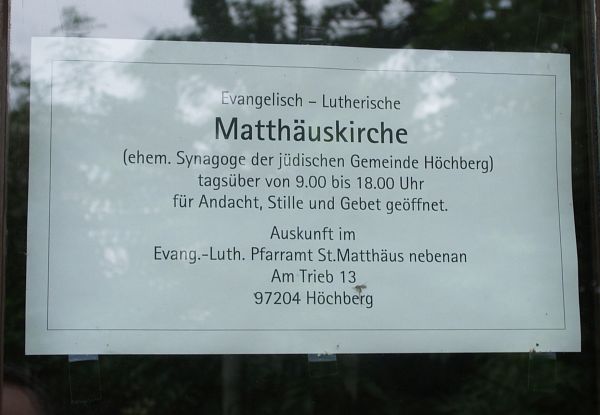 Evangelisch – Lutherische
Matthäuskirche
(ehem. Synagoge der jüdischen Gemeinde Höchberg)
tagsüber von 9.00 bis 18.00 Uhr
für Andacht, Stille und Gebet geöffnet.
Auskunft im
Evang.-Luth. Pfarramt St.Matthäus nebenan
Am Trieb 13
97204 Höchberg